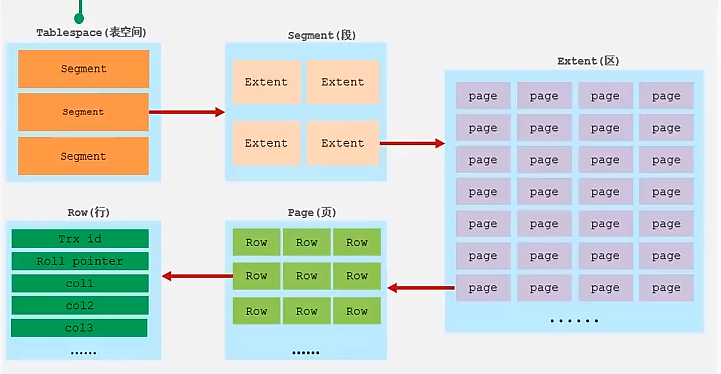 Tablespace(表空间)
Segment
Segment
Segment
Segment(段)
Extent Extent
Extent Extent
Extent(区)
page page page page
page page page page
page page page page
page page page page
page page page page
page page page page
page page page page
......
Row(行)
Trx id
Roll pointer
col1
col2
col3
......
Page(页)
Row Row Row
Row Row Row
Row Row Row
......